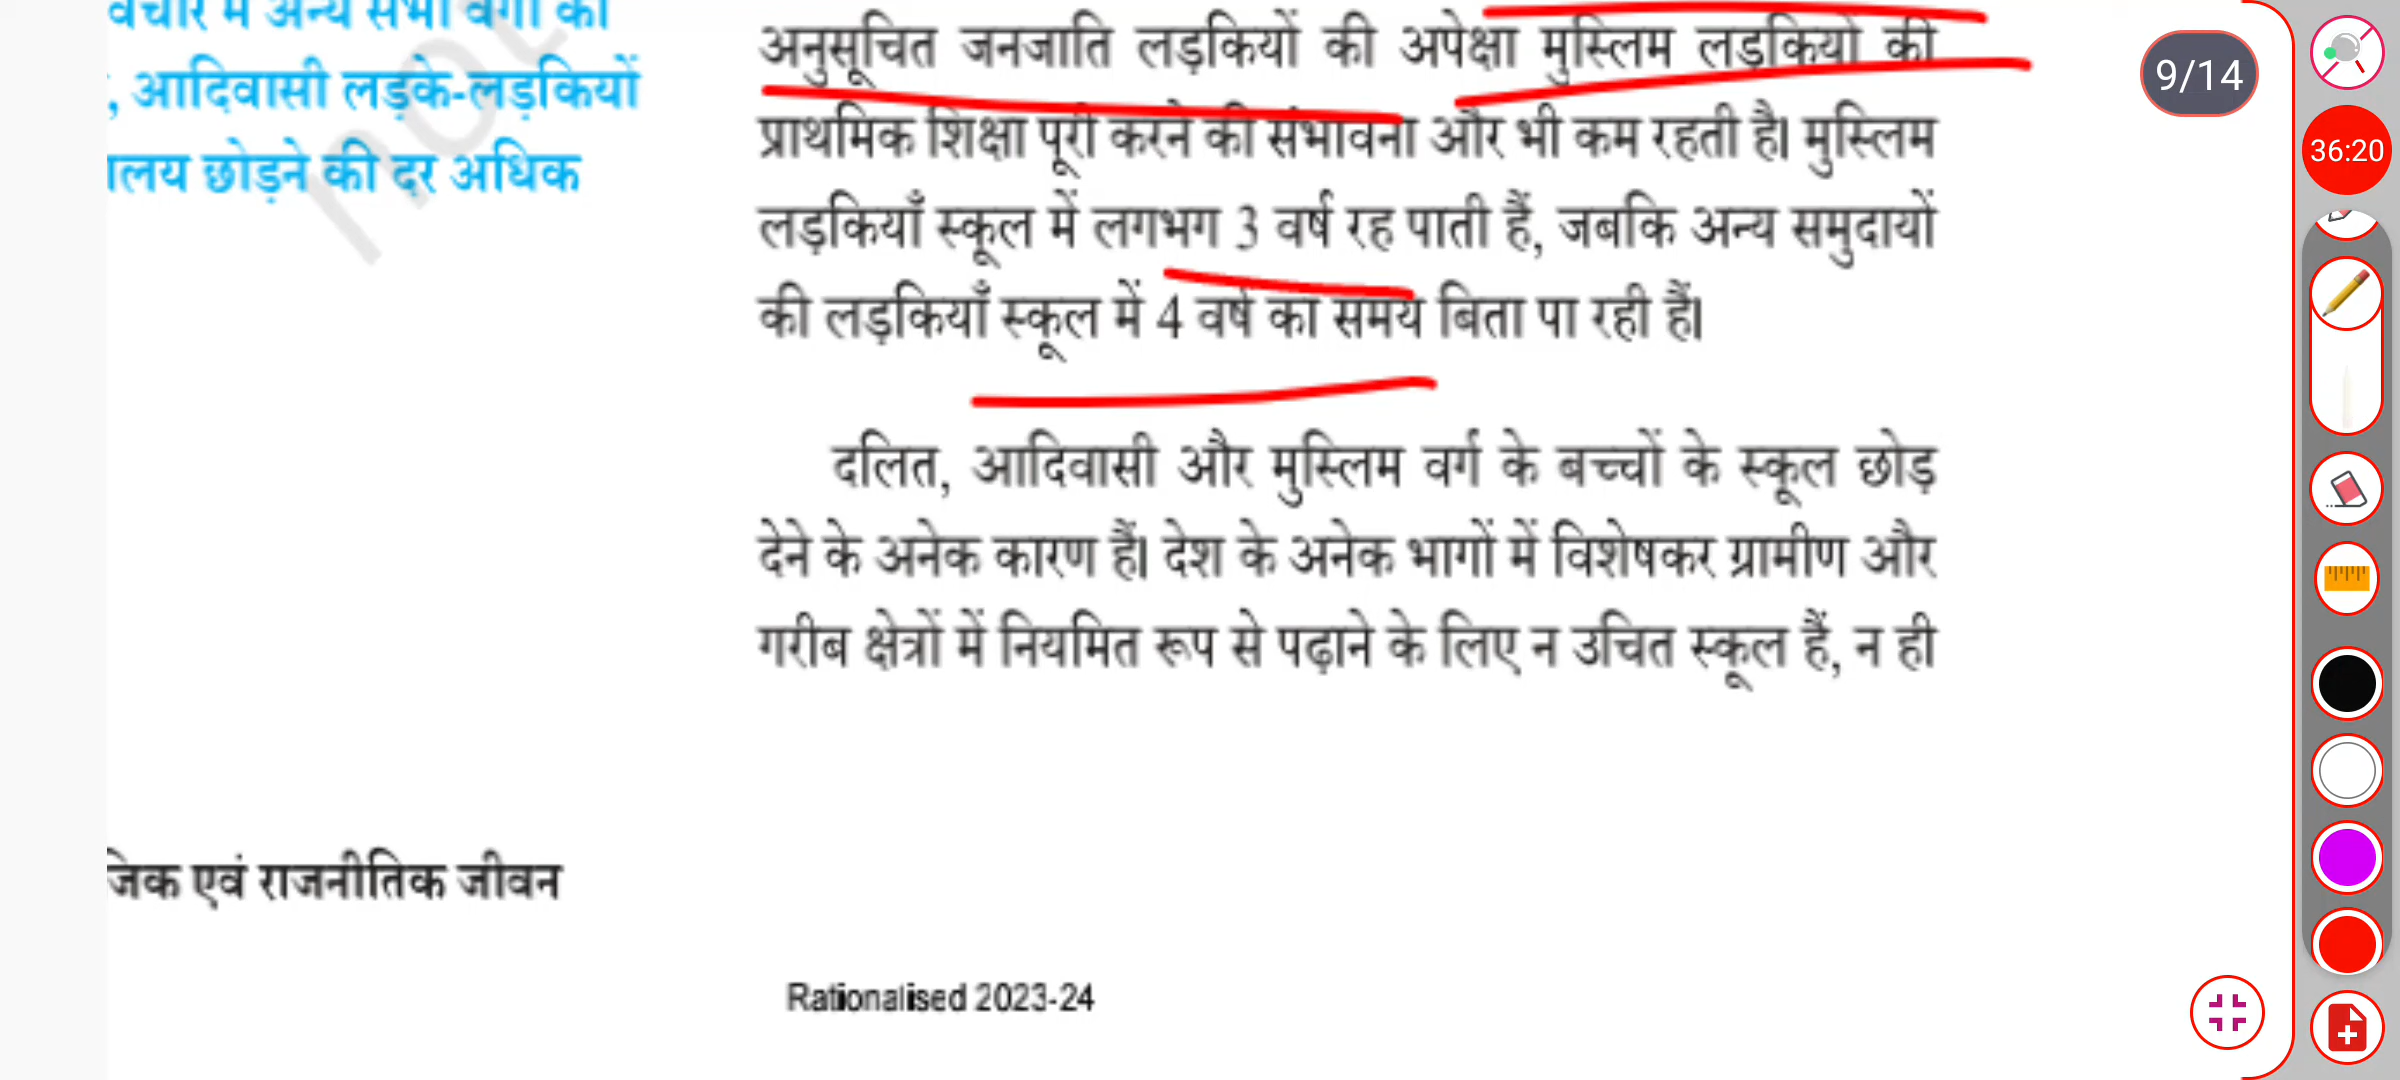 अन्य सभी वर्गों की
, आदिवासी लड़के-लड़कियों
छोड़ने की दर अधिक
not
अनुसूचित जनजाति लड़कियों की अपेक्षा मुस्लिम लड़कियों की
प्राथमिक शिक्षा पूरी करने की संभावना और भी कम रहती है। मुस्लिम
लड़कियाँ स्कूल में लगभग 3 वर्ष रह पाती हैं, जबकि अन्य समुदायों
की लड़कियाँ स्कूल में 4 वर्ष का समय बिता पा रही हैं।
दलित, आदिवासी और मुस्लिम वर्ग के बच्चों के स्कूल छोड़
देने के अनेक कारण हैं। देश के अनेक भागों में विशेषकर ग्रामीण और
गरीब क्षेत्रों में नियमित रूप से पढ़ाने के लिए न उचित स्कूल हैं, न ही
एवं राजनीतिक जीवन
Rationalised 2023-24
9/14
36:20